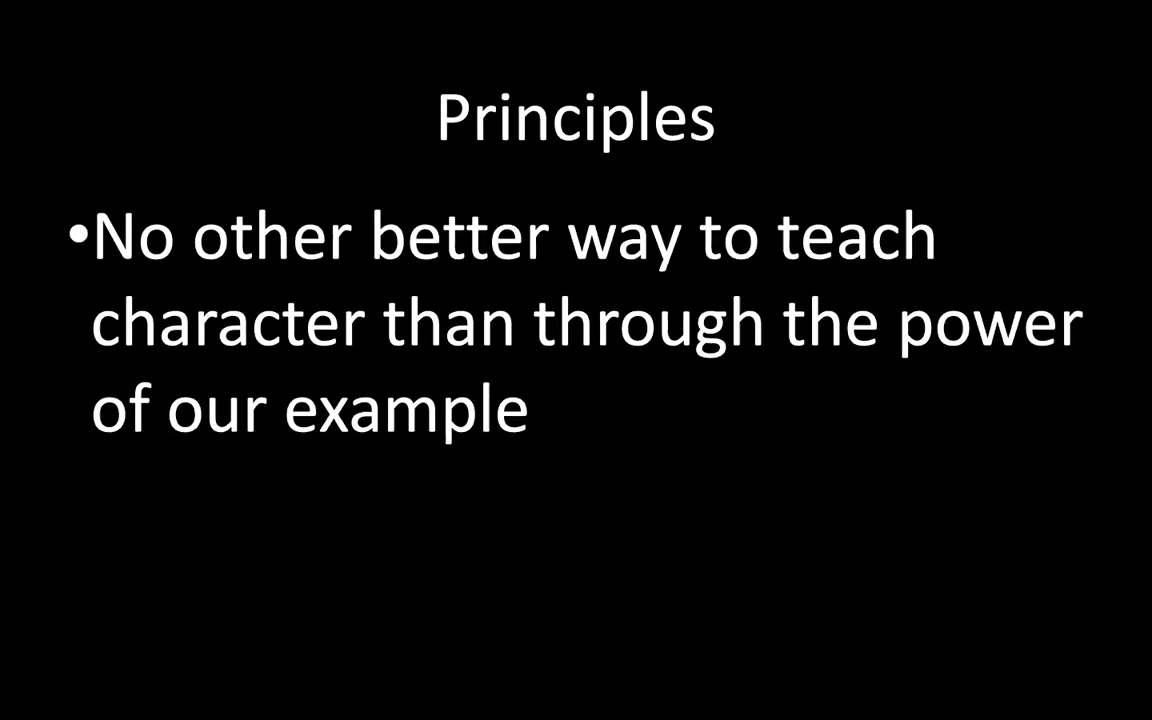 Principles
•No other better way to teach
character than through the power
of our example